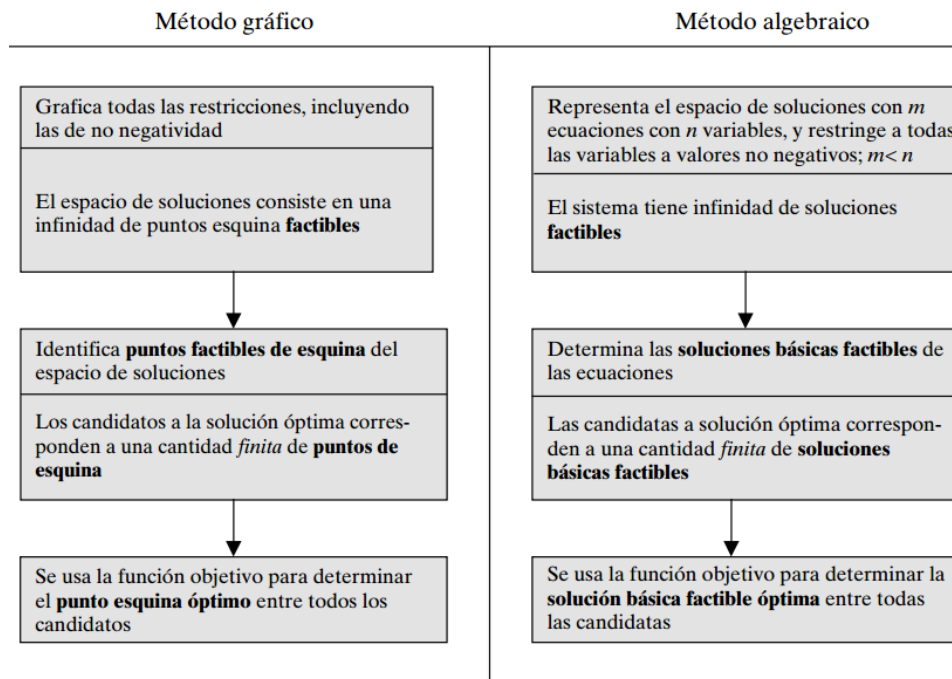 Método gráfico
Grafica todas las restricciones, incluyendo
las de no negatividad
El espacio de soluciones consiste en una
infinidad de puntos esquina factibles
Identifica puntos factibles de esquina del
espacio de soluciones
Los candidatos a la solución óptima corres-
ponden a una cantidad finita de puntos de
esquina
Se usa la función objetivo para determinar
el punto esquina óptimo entre todos los
candidatos
Método algebraico
Representa el espacio de soluciones con m
ecuaciones con n variables, y restringe a todas
las variables a valores no negativos; m< n
El sistema tiene infinidad de soluciones
factibles
Determina las soluciones básicas factibles de
las ecuaciones
Las candidatas a solución óptima correspon-
den a una cantidad finita de soluciones
básicas factibles
Se usa la función objetivo para determinar la
solución básica factible óptima entre todas
las candidatas